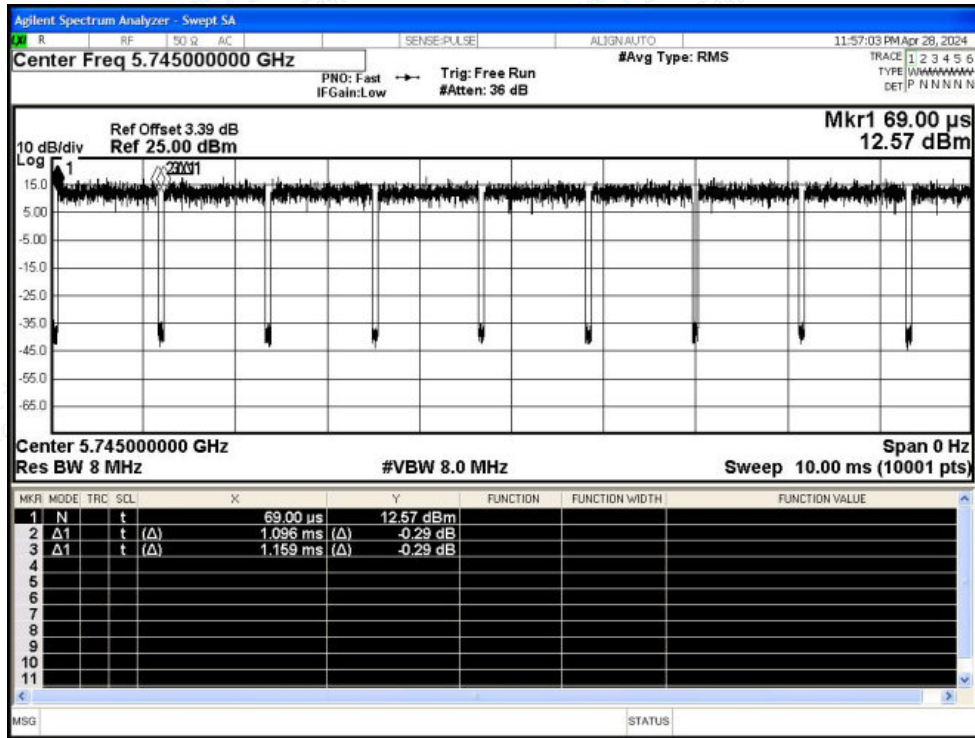 Agilent Spectrum Analyzer - Swept SA
R RF 50 Ω AC SENSE:PULSE ALIGNAUTO 11:57:03 PM Apr 28, 2024
Center Freq 5.745000000 GHz #Avg Type: RMS TRACE 1 2 3 4 5 6
PNO: Fast Trig: Free Run TYPE
IFGain:Low #Atten: 36 dB DET P N N N N N
Mkr1 69.00 µs
Ref Offset 3.39 dB
10 dB/div Ref 25.00 dBm 12.57 dBm
Log
1
15.0
5.00
-5.00
-15.0
-25.0
-35.0
-45.0
-55.0
-65.0
Center 5.745000000 GHz Span 0 Hz
Res BW 8 MHz #VBW 8.0 MHz Sweep 10.00 ms (10001 pts)
MKR MODE TRC SCL X Y FUNCTION FUNCTION WIDTH FUNCTION VALUE
1 N t 69.00 µs 12.57 dBm
2 Δ1 t (Δ) 1.096 ms (Δ) -0.29 dB
3 Δ1 t (Δ) 1.159 ms (Δ) -0.29 dB
4
5
6
7
8
9
10
11
MSG STATUS